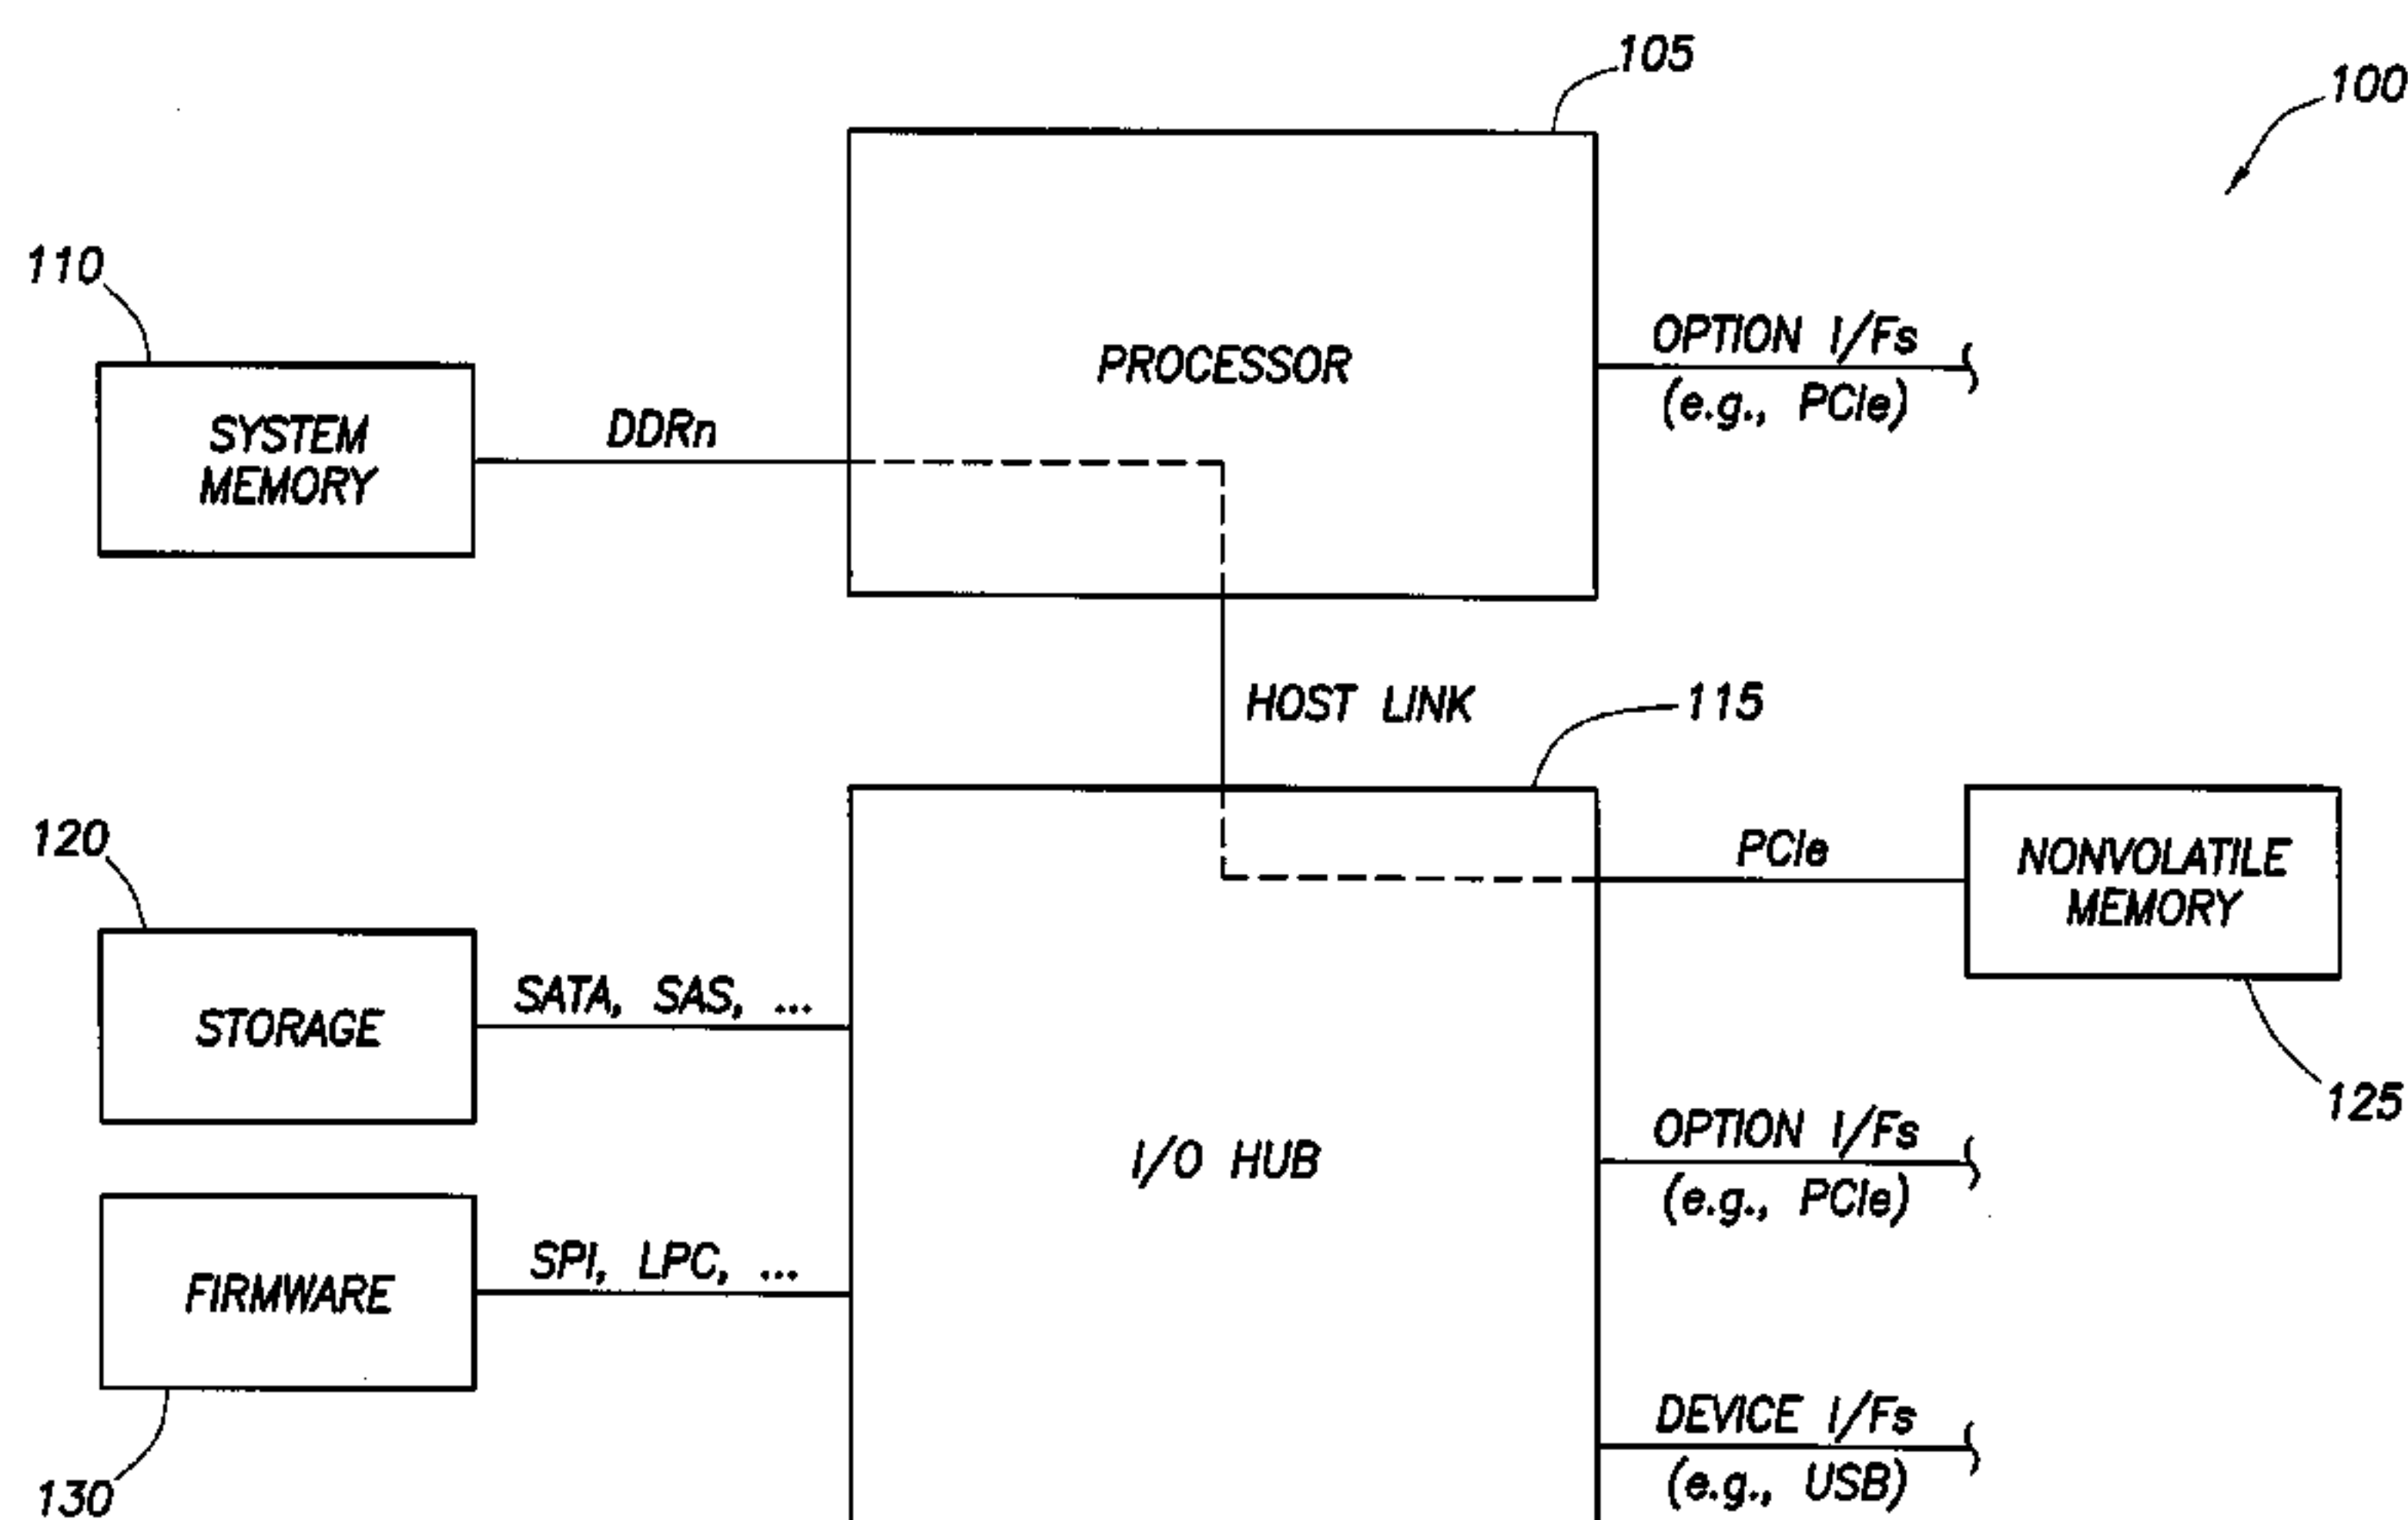 105
100
110
PROCESSOR
OPTION I/Fs
(e.g., PCIe)
SYSTEM
MEMORY
DDRn
HOST LINK
115
120
PCIe
NONVOLATILE
MEMORY
STORAGE
SATA, SAS, ...
125
I/O HUB
OPTION I/Fs
(e.g., PCIe)
FIRMWARE
SPI, LPC, ...
DEVICE I/Fs
(e.g., USB)
130